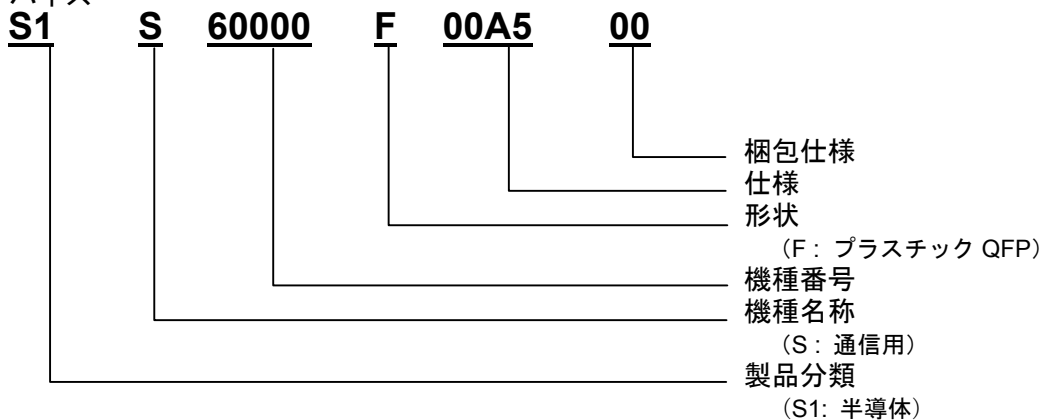 S1 S 60000 F 00A5 00
梱包仕様
仕様
形状
（F : プラスチック QFP）
機種番号
機種名称
（S : 通信用）
製品分類
（S1: 半導体）